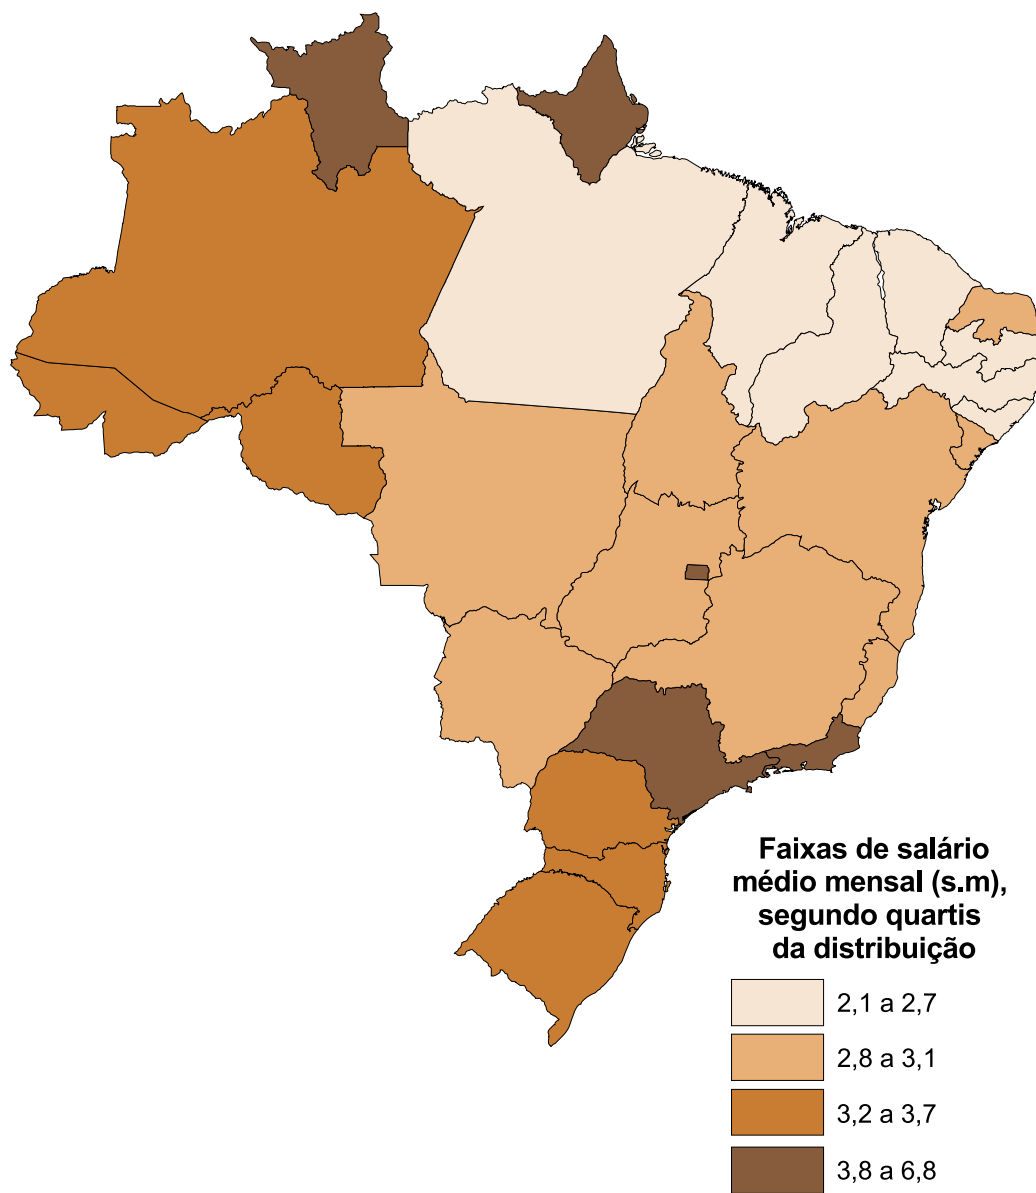 Faixas de salário
médio mensal (s.m),
segundo quartis
da distribuição
2,1 a 2,7
2,8 a 3,1
3,2 a 3,7
3,8 a 6,8